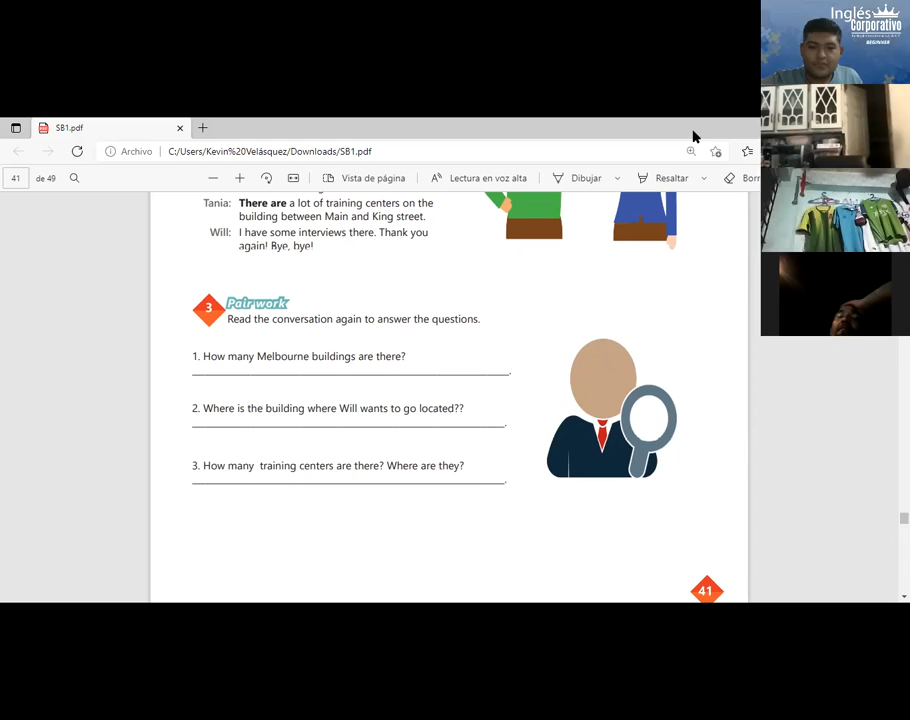 Inglés
Corporativo
BEGINNER
SB1.pdf
Archivo
C:/Users/Kevin%20Velásquez/Downloads/SB1.pdf
41
de 49
Vista de página
Lectura en voz alta
Dibujar
Resaltar
Borr
Tania: There are a lot of training centers on the
building between Main and King street.
Will: I have some interviews there. Thank you
again! Bye, bye!
3
Pair work
Read the conversation again to answer the questions.
1. How many Melbourne buildings are there?
2. Where is the building where Will wants to go located??
3. How many training centers are there? Where are they?
41